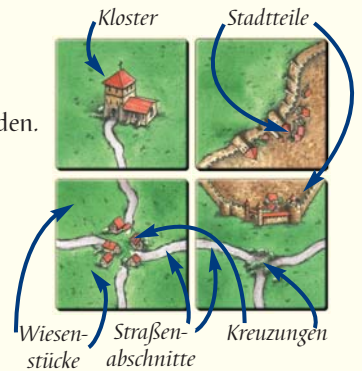 Kloster Stadtteile
den.
Wiesen- Straßen- Kreuzungen
stücke abschnitte